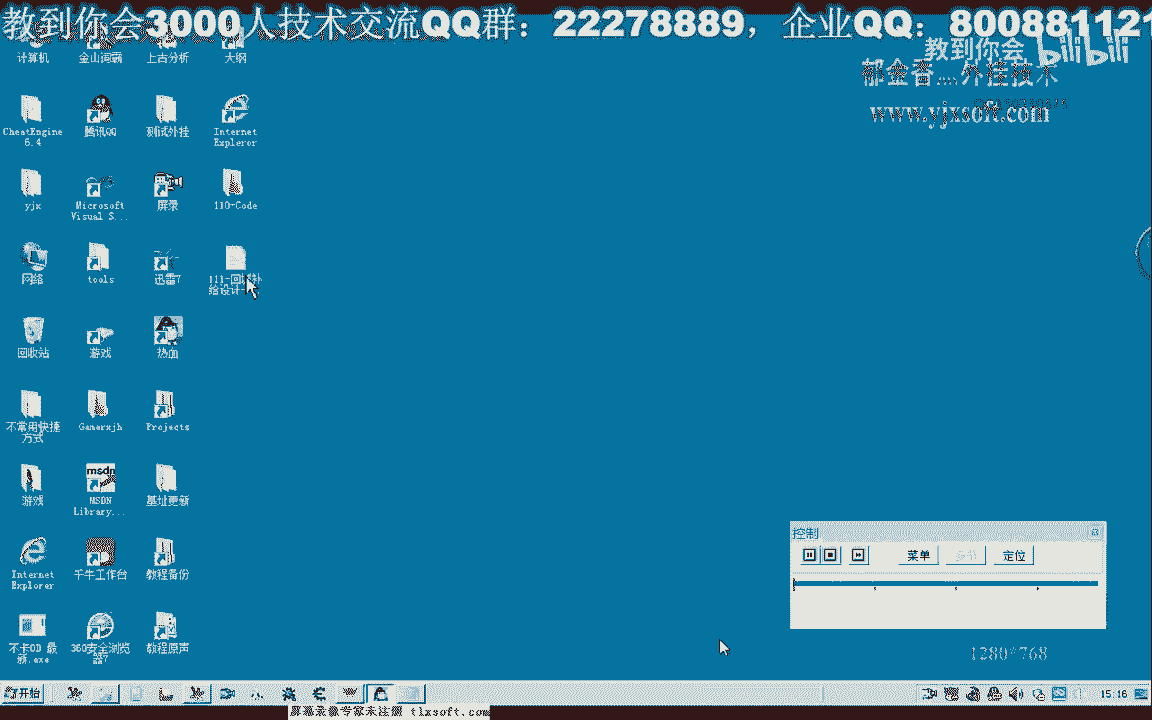 教到你会3000人技术交流QQ群：22278889，企业QQ：800881121
教到你会 bilibili
郁金香....外挂技术
www.yjxsoft.com
计算机
金山词霸
上古分析
大纲
CheatEngine
6.4
腾讯QQ
测试外挂
Internet
Explorer
yjx
Microsoft
Visual S...
屏录
110-Code
网络
tools
迅雷7
111-回城补
给设计-
回收站
游戏
热血
不常用快捷
方式
Gamerxjh
Projects
游戏
msdn
MSDN
Library...
基址更新
Internet
Explorer
千牛工作台
教程备份
不卡OD 最
新.exe
360安全浏览
器7
教程原声
控制
菜单
定位
1280*768
开始
15:16
屏幕录像专家未注册 tlxsoft.com